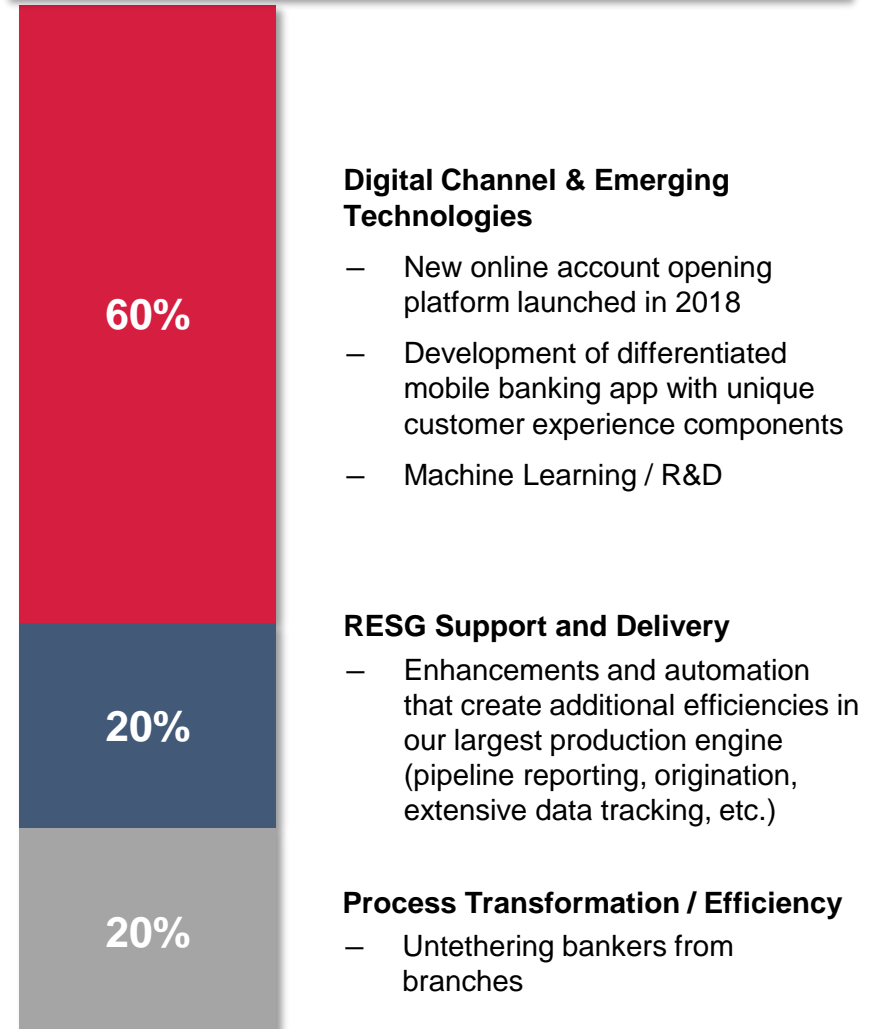 60%
Digital Channel & Emerging
Technologies
– New online account opening
platform launched in 2018
– Development of differentiated
mobile banking app with unique
customer experience components
– Machine Learning / R&D
20%
RESG Support and Delivery
– Enhancements and automation
that create additional efficiencies in
our largest production engine
(pipeline reporting, origination,
extensive data tracking, etc.)
20%
Process Transformation / Efficiency
– Untethering bankers from
branches